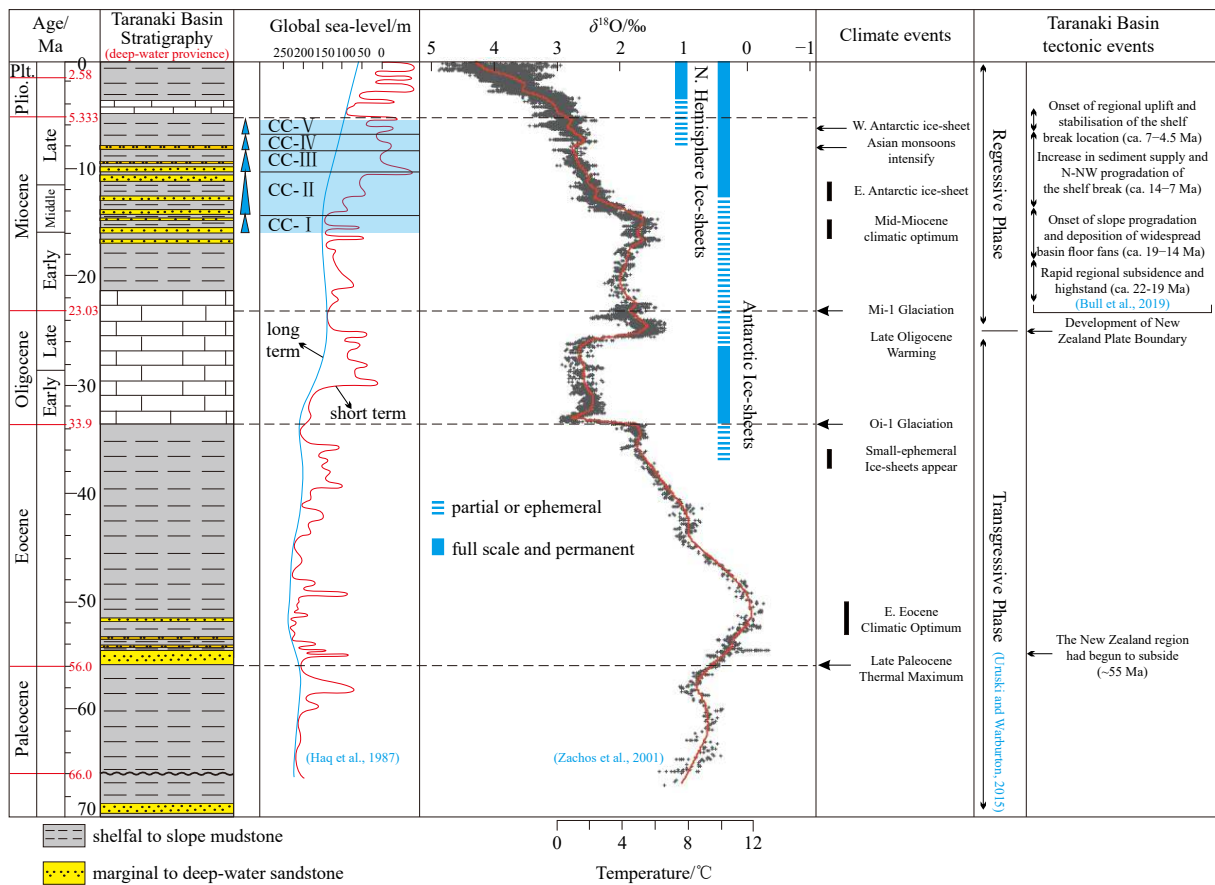 Age/
Ma
Taranaki Basin
Stratigraphy
(deep-water provience)
Global sea-level/m
250 200 150 100 50 0
δ18O/‰
5 4 3 2 1 0 −1
Climate events
Taranaki Basin
tectonic events
Plt.
Plio.
Miocene
Late
Middle
Early
Oligocene
Late
Early
Eocene
Paleocene
0
2.58
5.333
10
20
23.03
30
33.9
40
50
56.0
60
66.0
70
CC-V
CC-IV
CC-III
CC-II
CC-I
long
term
short term
(Haq et al., 1987)
N. Hemisphere Ice-sheets
Antarctic Ice-sheets
partial or ephemeral
full scale and permanent
(Zachos et al., 2001)
W. Antarctic ice-sheet
Asian monsoons
intensify
E. Antarctic ice-sheet
Mid-Miocene
climatic optimum
Mi-1 Glaciation
Late Oligocene
Warming
Oi-1 Glaciation
Small-ephemeral
Ice-sheets appear
E. Eocene
Climatic Optimum
Late Paleocene
Thermal Maximum
Regressive Phase
Transgressive Phase
(Uruski and Warburton, 2015)
Onset of regional uplift and
stabilisation of the shelf
break location (ca. 7−4.5 Ma)
Increase in sediment supply and
N-NW progradation of
the shelf break (ca. 14−7 Ma)
Onset of slope progradation
and deposition of widespread
basin floor fans (ca. 19−14 Ma)
Rapid regional subsidence and
highstand (ca. 22-19 Ma)
(Bull et al., 2019)
Development of New
Zealand Plate Boundary
The New Zealand region
had begun to subside
(~55 Ma)
0 4 8 12
Temperature/℃
shelfal to slope mudstone
marginal to deep-water sandstone